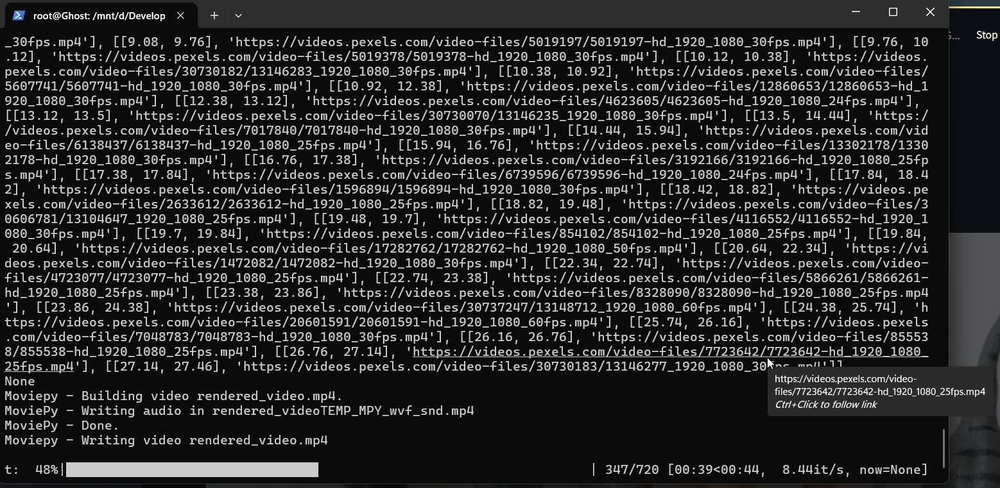 root@Ghost: /mnt/d/Develop
Stop
_30fps.mp4'], [[9.08, 9.76], 'https://videos.pexels.com/video-files/5019197/5019197-hd_1920_1080_30fps.mp4'], [[9.76, 10
.12], 'https://videos.pexels.com/video-files/5019378/5019378-hd_1920_1080_30fps.mp4'], [[10.12, 10.38], 'https://videos.
pexels.com/video-files/30730182/13146283_1920_1080_30fps.mp4'], [[10.38, 10.92], 'https://videos.pexels.com/video-files/
5607741/5607741-hd_1920_1080_30fps.mp4'], [[10.92, 12.38], 'https://videos.pexels.com/video-files/12860653/12860653-hd_1
920_1080_30fps.mp4'], [[12.38, 13.12], 'https://videos.pexels.com/video-files/4623605/4623605-hd_1920_1080_24fps.mp4'],
[[13.12, 13.5], 'https://videos.pexels.com/video-files/30730070/13146235_1920_1080_30fps.mp4'], [[13.5, 14.44], 'https:/
/videos.pexels.com/video-files/7017840/7017840-hd_1920_1080_30fps.mp4'], [[14.44, 15.94], 'https://videos.pexels.com/vid
eo-files/6138437/6138437-hd_1920_1080_25fps.mp4'], [[15.94, 16.76], 'https://videos.pexels.com/video-files/13302178/1330
2178-hd_1920_1080_30fps.mp4'], [[16.76, 17.38], 'https://videos.pexels.com/video-files/3192166/3192166-hd_1920_1080_25fp
s.mp4'], [[17.38, 17.84], 'https://videos.pexels.com/video-files/6739596/6739596-hd_1920_1080_24fps.mp4'], [[17.84, 18.4
2], 'https://videos.pexels.com/video-files/1596894/1596894-hd_1920_1080_30fps.mp4'], [[18.42, 18.82], 'https://videos.pe
xels.com/video-files/2633612/2633612-hd_1920_1080_25fps.mp4'], [[18.82, 19.48], 'https://videos.pexels.com/video-files/3
0606781/13104647_1920_1080_25fps.mp4'], [[19.48, 19.7], 'https://videos.pexels.com/video-files/4116552/4116552-hd_1920_1
080_30fps.mp4'], [[19.7, 19.84], 'https://videos.pexels.com/video-files/854102/854102-hd_1920_1080_25fps.mp4'], [[19.84,
20.64], 'https://videos.pexels.com/video-files/17282762/17282762-hd_1920_1080_50fps.mp4'], [[20.64, 22.34], 'https://vi
deos.pexels.com/video-files/1472082/1472082-hd_1920_1080_30fps.mp4'], [[22.34, 22.74], 'https://videos.pexels.com/video-
files/4723077/4723077-hd_1920_1080_25fps.mp4'], [[22.74, 23.38], 'https://videos.pexels.com/video-files/5866261/5866261-
hd_1920_1080_25fps.mp4'], [[23.38, 23.86], 'https://videos.pexels.com/video-files/8328090/8328090-hd_1920_1080_25fps.mp4
'], [[23.86, 24.38], 'https://videos.pexels.com/video-files/30737247/13148712_1920_1080_60fps.mp4'], [[24.38, 25.74], 'h
ttps://videos.pexels.com/video-files/20601591/20601591-hd_1920_1080_60fps.mp4'], [[25.74, 26.16], 'https://videos.pexels
.com/video-files/7048783/7048783-hd_1920_1080_30fps.mp4'], [[26.16, 26.76], 'https://videos.pexels.com/video-files/85553
8/855538-hd_1920_1080_25fps.mp4'], [[26.76, 27.14], 'https://videos.pexels.com/video-files/7723642/7723642-hd_1920_1080_
25fps.mp4'], [[27.14, 27.46], 'https://videos.pexels.com/video-files/30730183/13146277_1920_1080_30fps.mp4']]
None
Moviepy - Building video rendered_video.mp4.
MoviePy - Writing audio in rendered_videoTEMP_MPY_wvf_snd.mp4
MoviePy - Done.
Moviepy - Writing video rendered_video.mp4
https://videos.pexels.com/video-
files/7723642/7723642-hd_1920_1080_25fps.mp4
Ctrl+Click to follow link
t:  48%|          | 347/720 [00:39<00:44,  8.44it/s, now=None]